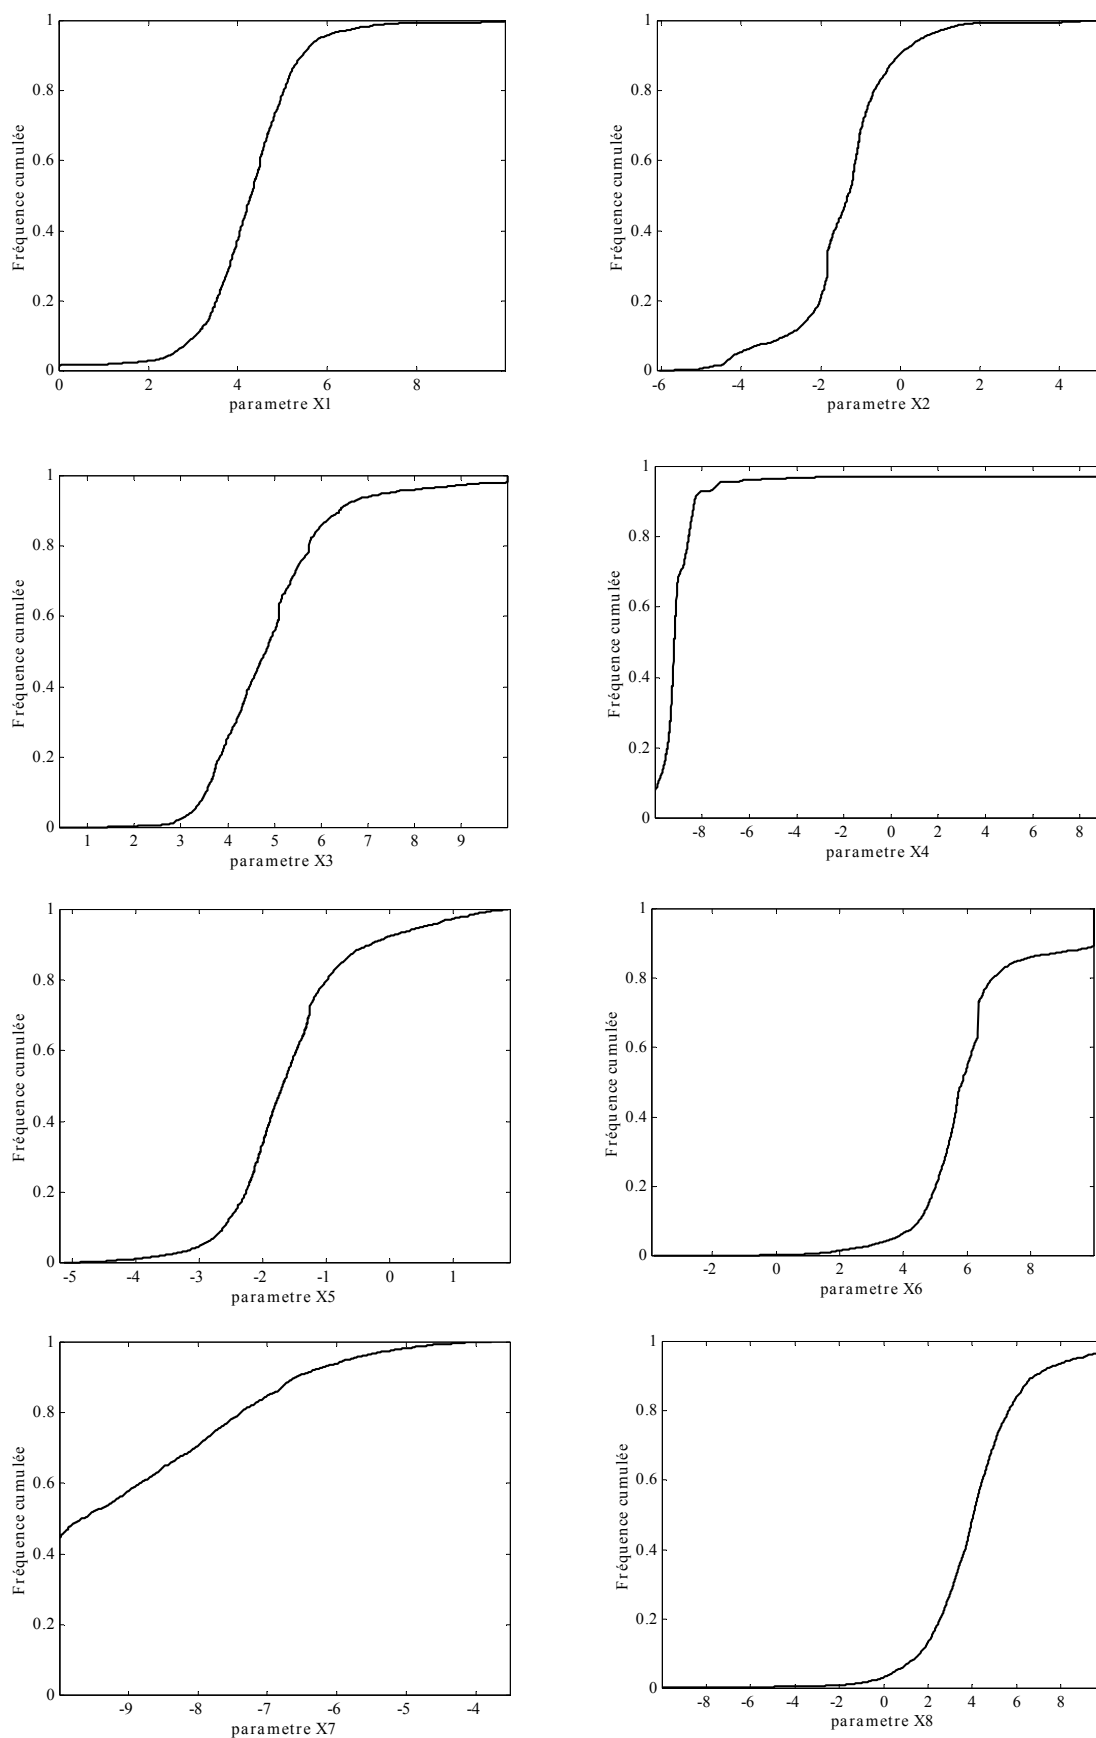 1
0.8
0.6
0.4
0.2
0
Fréquence cumulée
0 2 4 6 8
parametre X1
1
0.8
0.6
0.4
0.2
0
Fréquence cumulée
-6 -4 -2 0 2 4
parametre X2
1
0.8
0.6
0.4
0.2
0
Fréquence cumulée
1 2 3 4 5 6 7 8 9
parametre X3
1
0.8
0.6
0.4
0.2
0
Fréquence cumulée
-8 -6 -4 -2 0 2 4 6 8
parametre X4
1
0.8
0.6
0.4
0.2
0
Fréquence cumulée
-5 -4 -3 -2 -1 0 1
parametre X5
1
0.8
0.6
0.4
0.2
0
Fréquence cumulée
-2 0 2 4 6 8
parametre X6
1
0.8
0.6
0.4
0.2
0
Fréquence cumulée
-9 -8 -7 -6 -5 -4
parametre X7
1
0.8
0.6
0.4
0.2
0
Fréquence cumulée
-8 -6 -4 -2 0 2 4 6 8
parametre X8